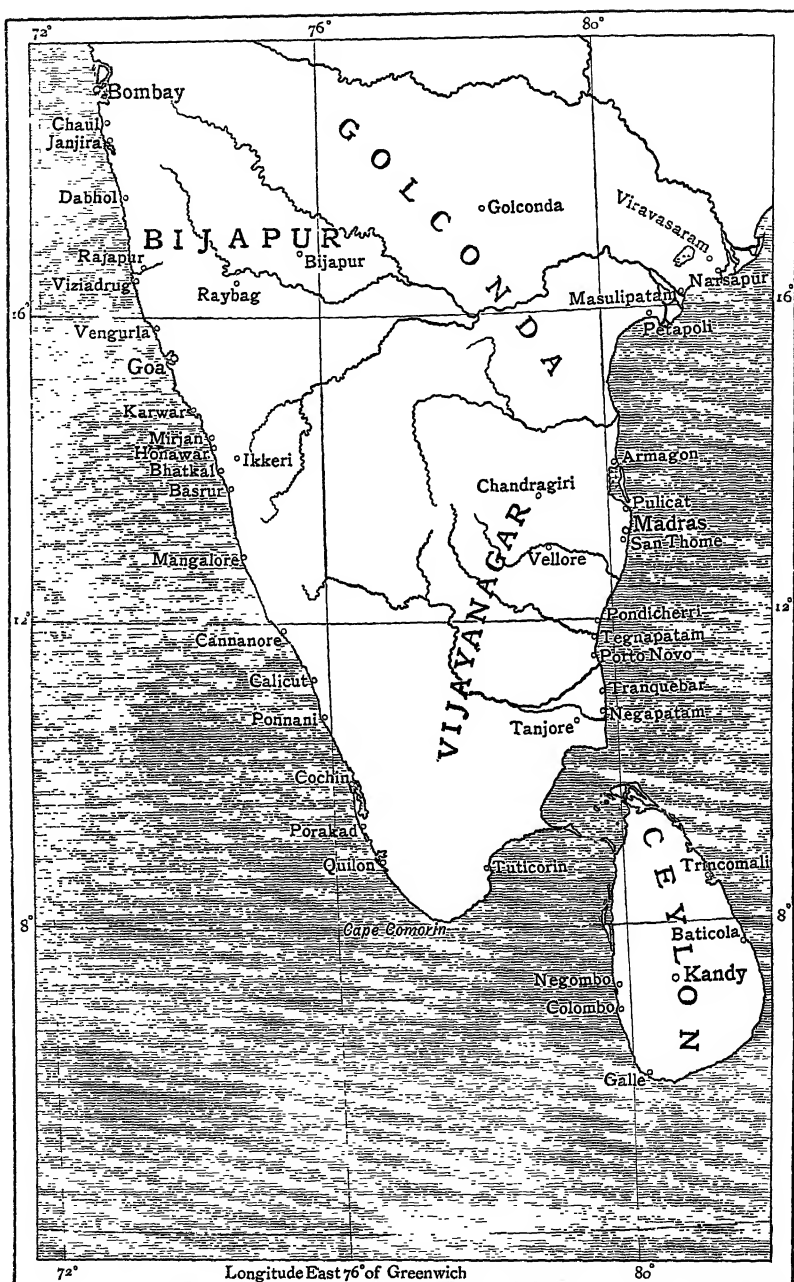 72°
76°
80°
Bombay
Chaul
Janjira
GOLCONDA
Dabhol
Golconda
Viravasaram
BIJAPUR
Rajapur
Bijapur
Viziadrug
Raybag
Masulipatam
Narsapur
16°
16°
Vengurla
Petapoli
Goa
Karwar
Mirjan
Honawar
Ikkeri
Armagon
Bhatkal
Basrur
Chandragiri
Pulicat
Madras
San Thome
Mangalore
Vellore
VIJAYANAGAR
12°
12°
Pondicherri
Cannanore
Tegnapatam
Porto Novo
Calicut
Tranquebar
Ponnani
Tanjore
Negapatam
Cochin
CEYLON
Porakad
Quilon
Tuticorin
Trincomali
8°
8°
Cape Comorin
Baticola
Negombo
Kandy
Colombo
Galle
72°
Longitude East 76° of Greenwich
80°